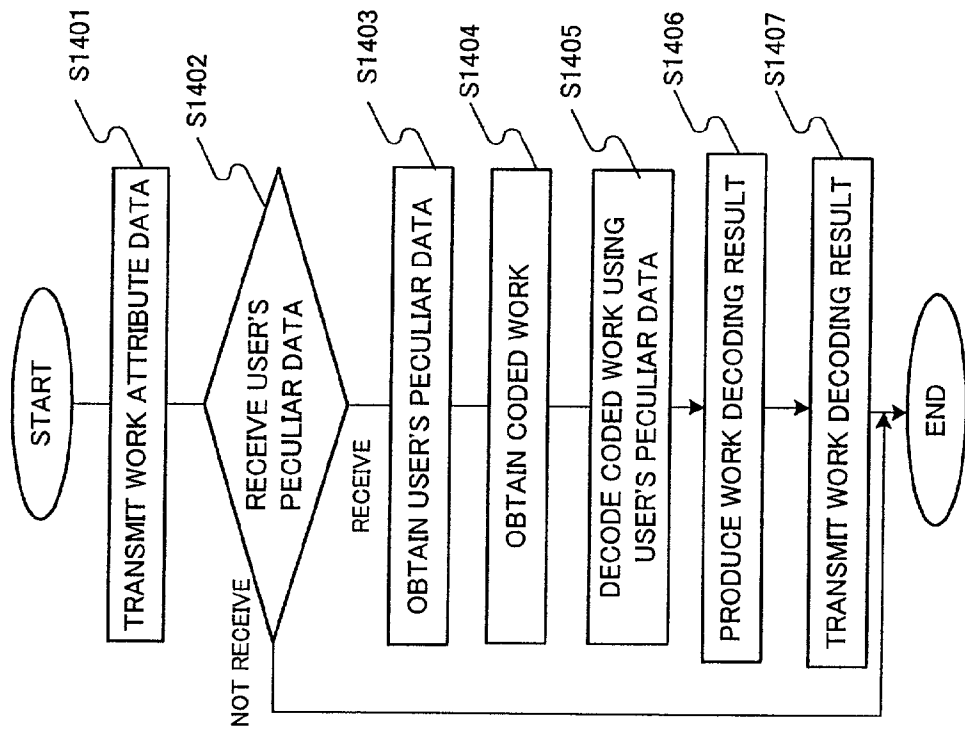 START
TRANSMIT WORK ATTRIBUTE DATA
S1401
RECEIVE USER'S
PECULIAR DATA
S1402
NOT RECEIVE
RECEIVE
OBTAIN USER'S PECULIAR DATA
S1403
OBTAIN CODED WORK
S1404
DECODE CODED WORK USING
USER'S PECULIAR DATA
S1405
PRODUCE WORK DECODING RESULT
S1406
TRANSMIT WORK DECODING RESULT
S1407
END